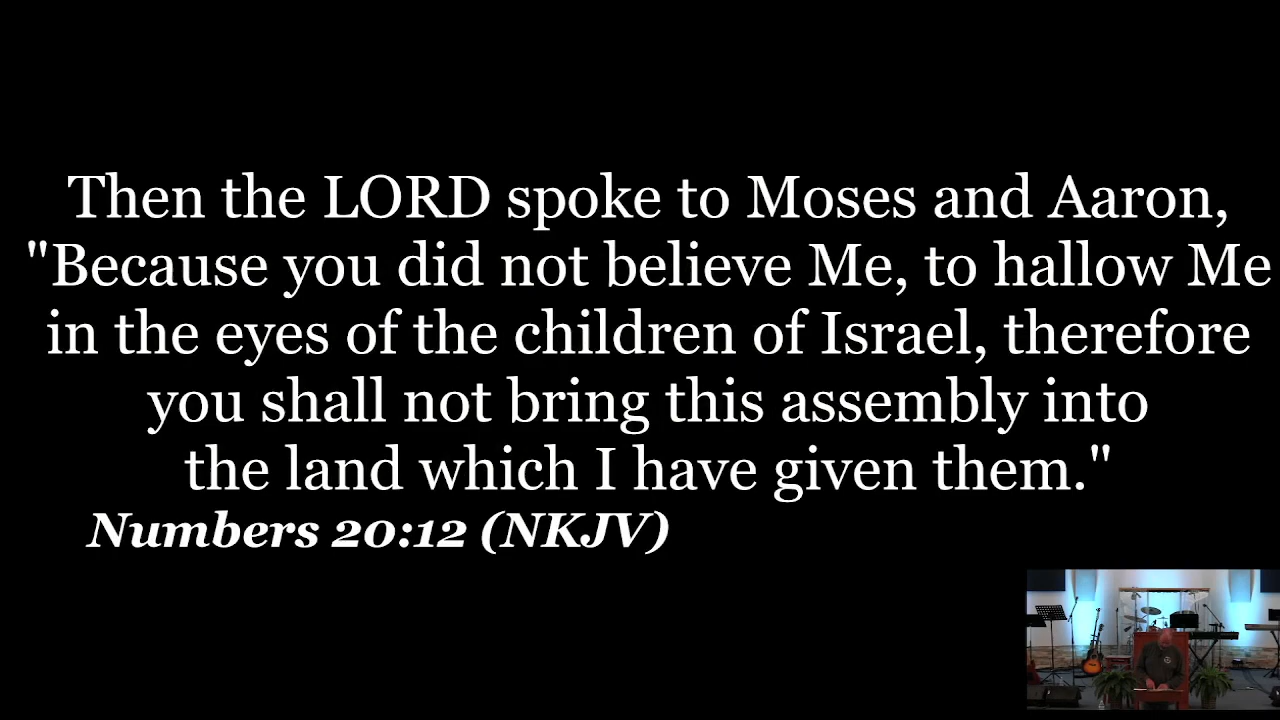 Then the LORD spoke to Moses and Aaron,
"Because you did not believe Me, to hallow Me
in the eyes of the children of Israel, therefore
you shall not bring this assembly into
the land which I have given them."
Numbers 20:12 (NKJV)